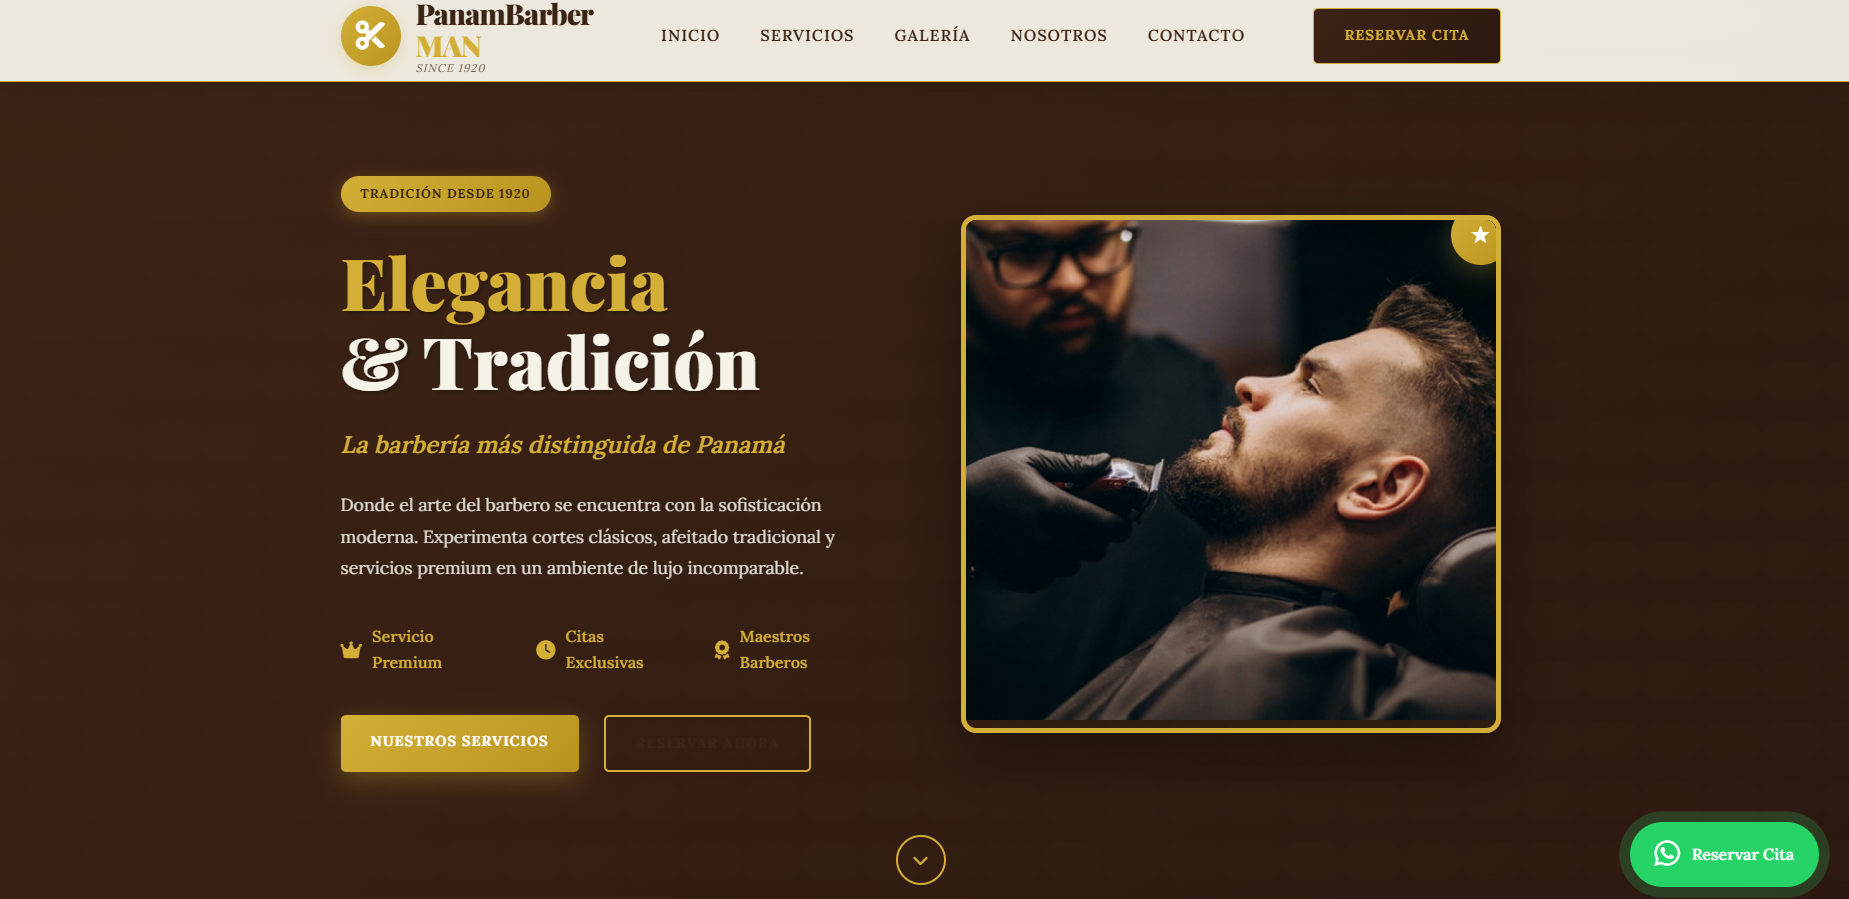 PanamBarber
MAN
SINCE 1920
INICIO
SERVICIOS
GALERÍA
NOSOTROS
CONTACTO
RESERVAR CITA
TRADICIÓN DESDE 1920
Elegancia
& Tradición
La barbería más distinguida de Panamá
Donde el arte del barbero se encuentra con la sofisticación
moderna. Experimenta cortes clásicos, afeitado tradicional y
servicios premium en un ambiente de lujo incomparable.
Servicio
Premium
Citas
Exclusivas
Maestros
Barberos
NUESTROS SERVICIOS
RESERVAR AHORA
Reservar Cita